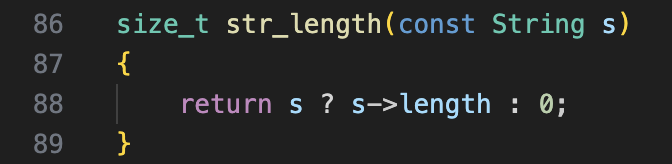 86 size_t str_length(const String s)
87 {
88 return s ? s->length : 0;
89 }